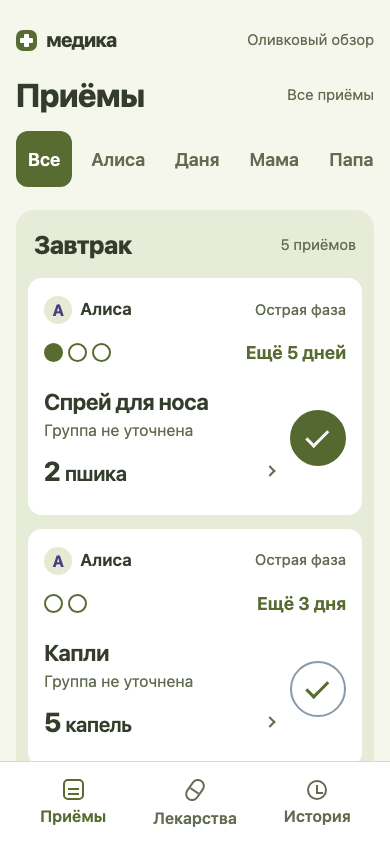 медика
Оливковый обзор
Приёмы
Все приёмы
Все Алиса Даня Мама Папа
Завтрак
5 приёмов
А Алиса
Острая фаза
Ещё 5 дней
Спрей для носа
Группа не уточнена
2 пшика
А Алиса
Острая фаза
Ещё 3 дня
Капли
Группа не уточнена
5 капель
Приёмы Лекарства История